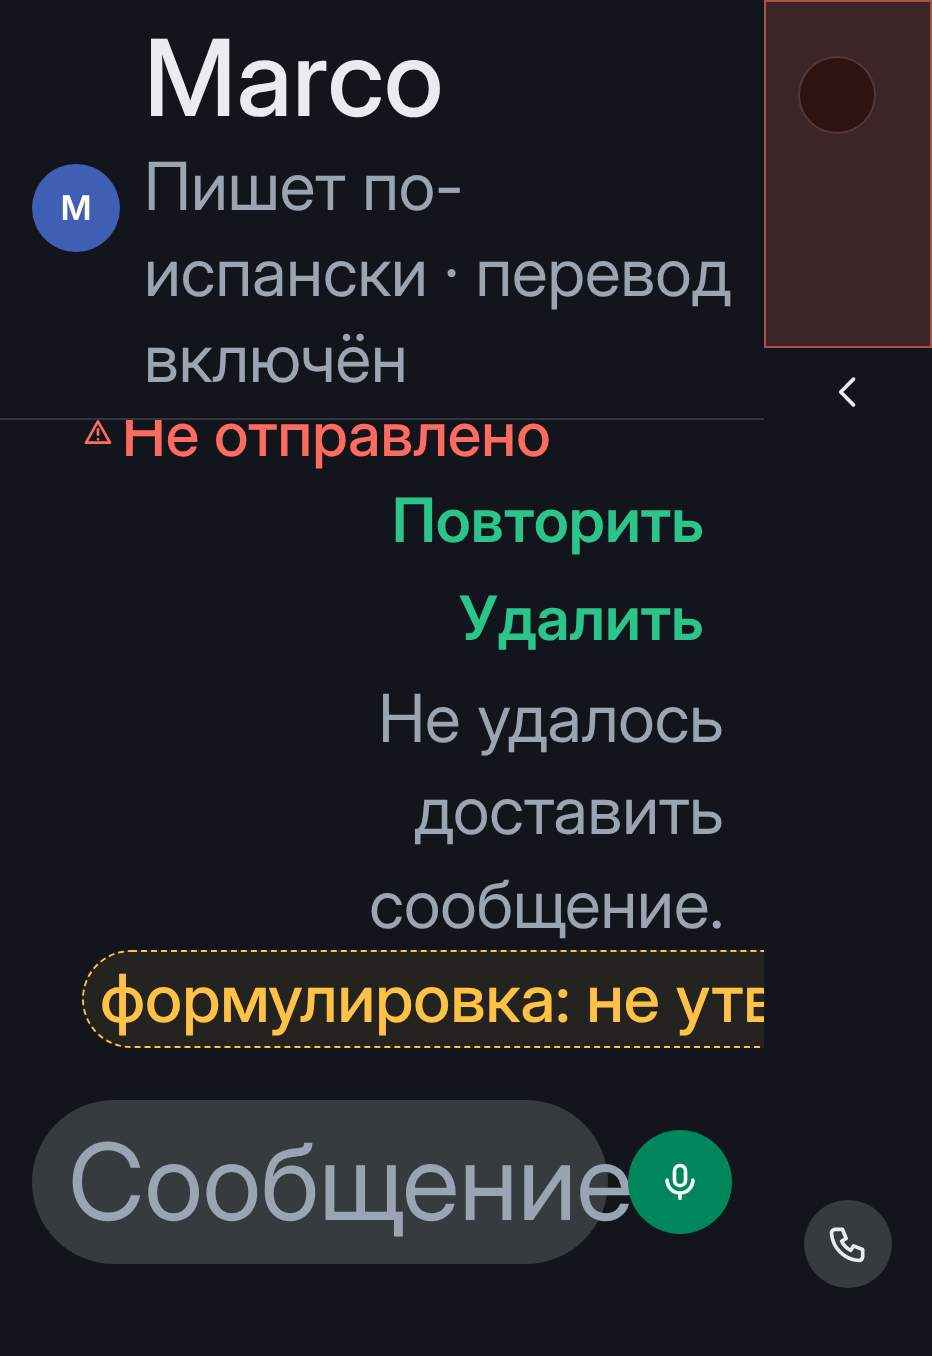 Marco
M
Пишет по-
испански · перевод
включён
Не отправлено
Повторить
Удалить
Не удалось
доставить
сообщение.
формулировка: не утв
Сообщение